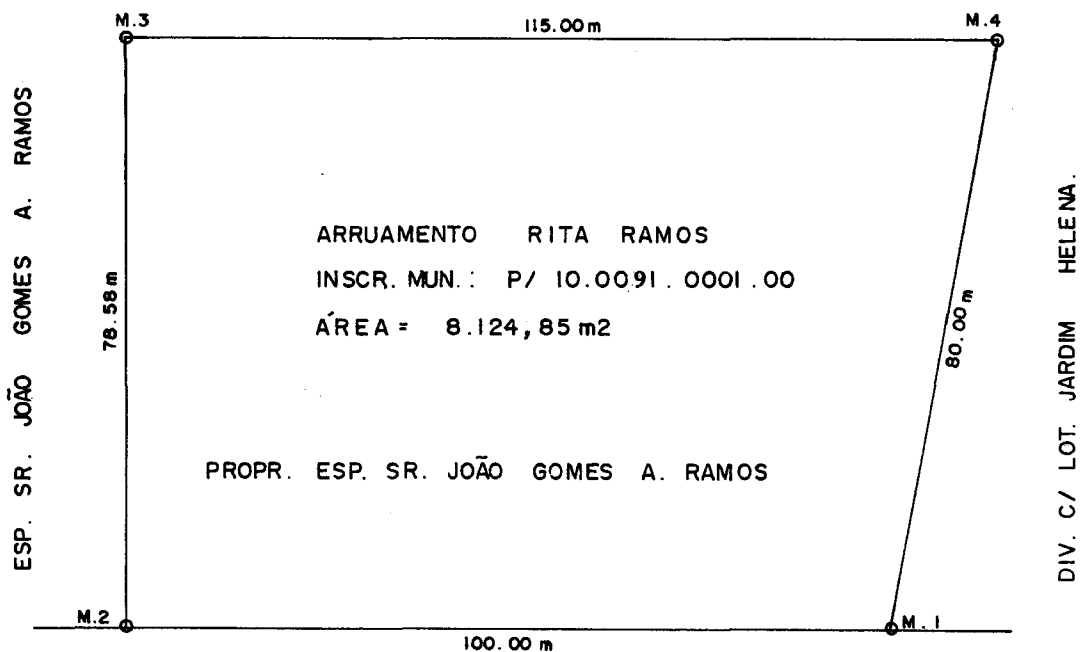 M.3
115.00m
M.4
ESP. SR. JOÃO GOMES A. RAMOS
78.58m
ARRUAMENTO RITA RAMOS
INSCR. MUN.: P/ 10.0091.0001.00
ÁREA = 8.124,85 m2
PROPR. ESP. SR. JOÃO GOMES A. RAMOS
80.00m
DIV. C/ LOT. JARDIM HELENA.
M.2
100.00 m
M.1